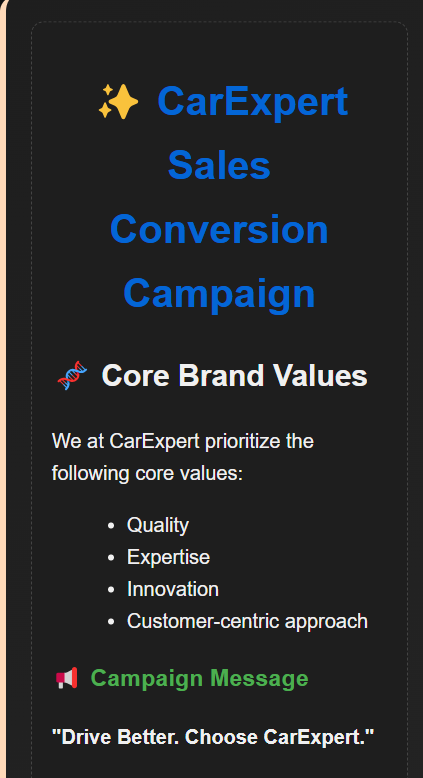 ✨ CarExpert
Sales
Conversion
Campaign
🧬 Core Brand Values
We at CarExpert prioritize the
following core values:
• Quality
• Expertise
• Innovation
• Customer-centric approach
📢 Campaign Message
"Drive Better. Choose CarExpert."